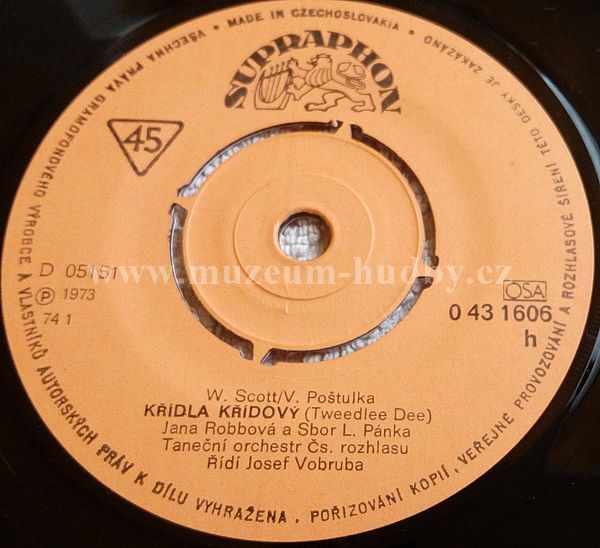 VŠECHNA PRÁVA GRAMOFONOVÉHO VÝROBCE A VLASTNÍKŮ AUTORSKÝCH PRÁV K DÍLU VYHRAŽENA. POŘIZOVÁNÍ KOPIÍ, VEŘEJNÉ PROVOZOVÁNÍ A ROZHLASOVÉ ŠÍŘENÍ TÉTO DESKY JE ZAKÁZÁNO
MADE IN CZECHOSLOVAKIA
SUPRAPHON
45
D 05151
www.muzeum-hudby.cz
OSA
℗ 1973
0 43 1606
74 1
h
W. Scott/V. Poštulka
KŘÍDLA KŘÍDOVÝ (Tweedlee Dee)
Jana Robbová a Sbor L. Pánka
Taneční orchestr Čs. rozhlasu
Řídí Josef Vobruba